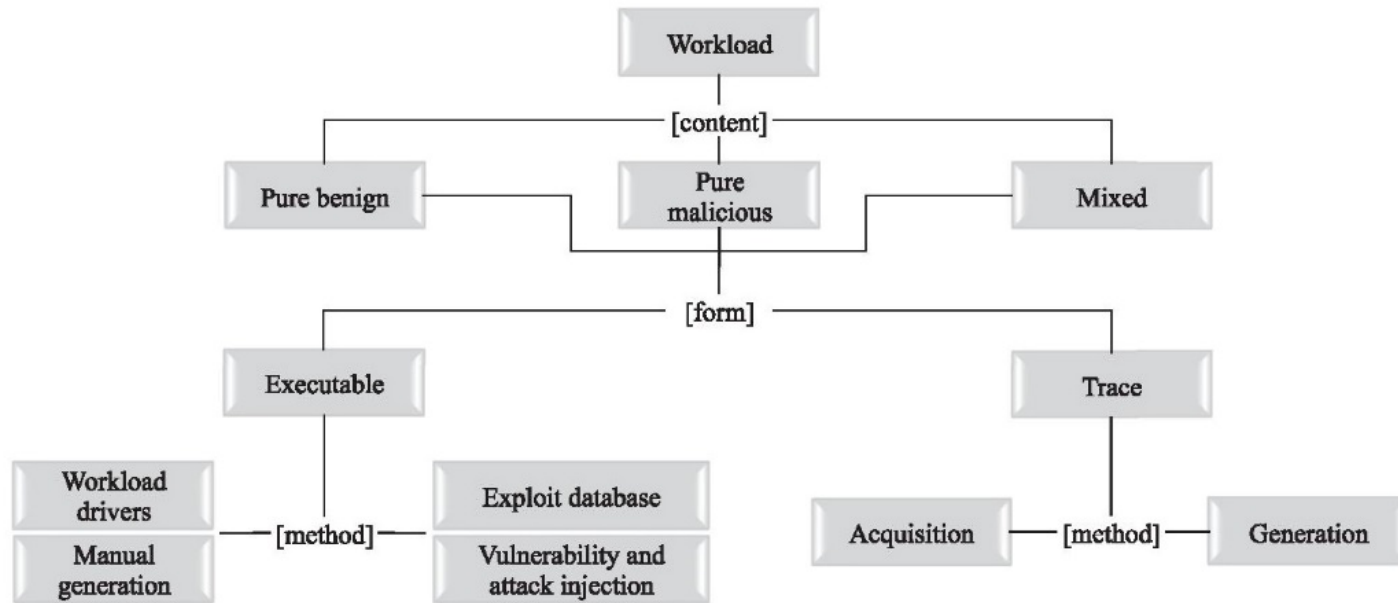 Workload
[content]
Pure benign
Pure
malicious
Mixed
[form]
Executable
Trace
Workload
drivers
Manual
generation
[method]
Exploit database
Vulnerability and
attack injection
Acquisition
[method]
Generation